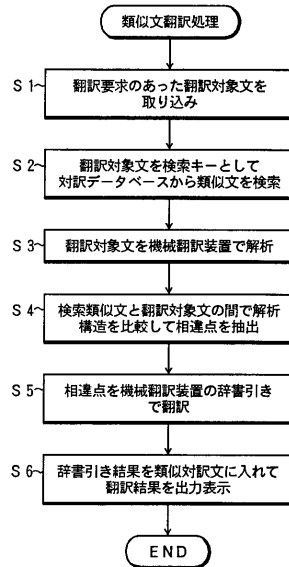 類似文翻訳処理
S1
翻訳要求のあった翻訳対象文を
取り込み
S2
翻訳対象文を検索キーとして
対訳データベースから類似文を検索
S3
翻訳対象文を機械翻訳装置で解析
S4
検索類似文と翻訳対象文の間で解析
構造を比較して相違点を抽出
S5
相違点を機械翻訳装置の辞書引き
で翻訳
S6
辞書引き結果を類似対訳文に入れて
翻訳結果を出力表示
END